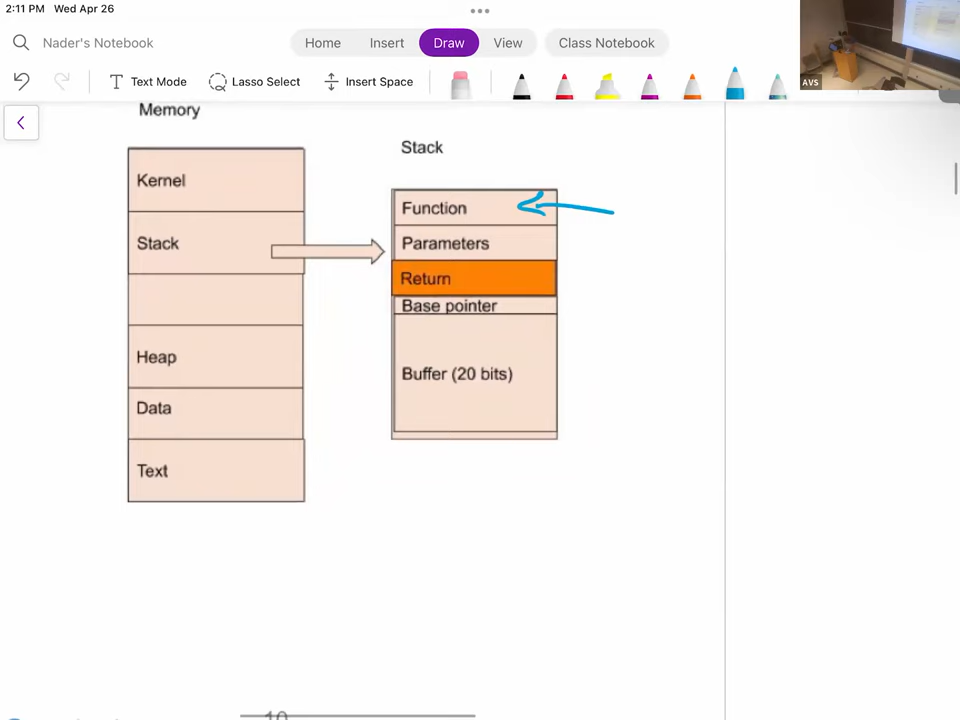 2:11 PM Wed Apr 26
Nader's Notebook
Home Insert Draw View Class Notebook
Text Mode Lasso Select Insert Space
AVS
Memory
Stack
Kernel
Stack
Heap
Data
Text
Function
Parameters
Return
Base pointer
Buffer (20 bits)